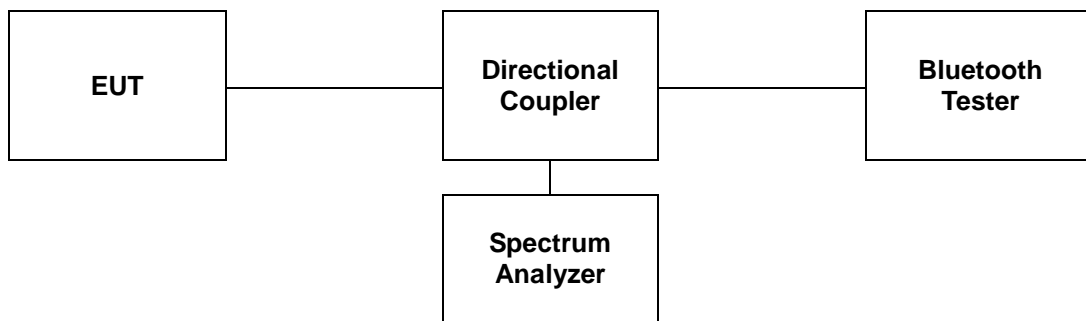 EUT
Directional
Coupler
Bluetooth
Tester
Spectrum
Analyzer